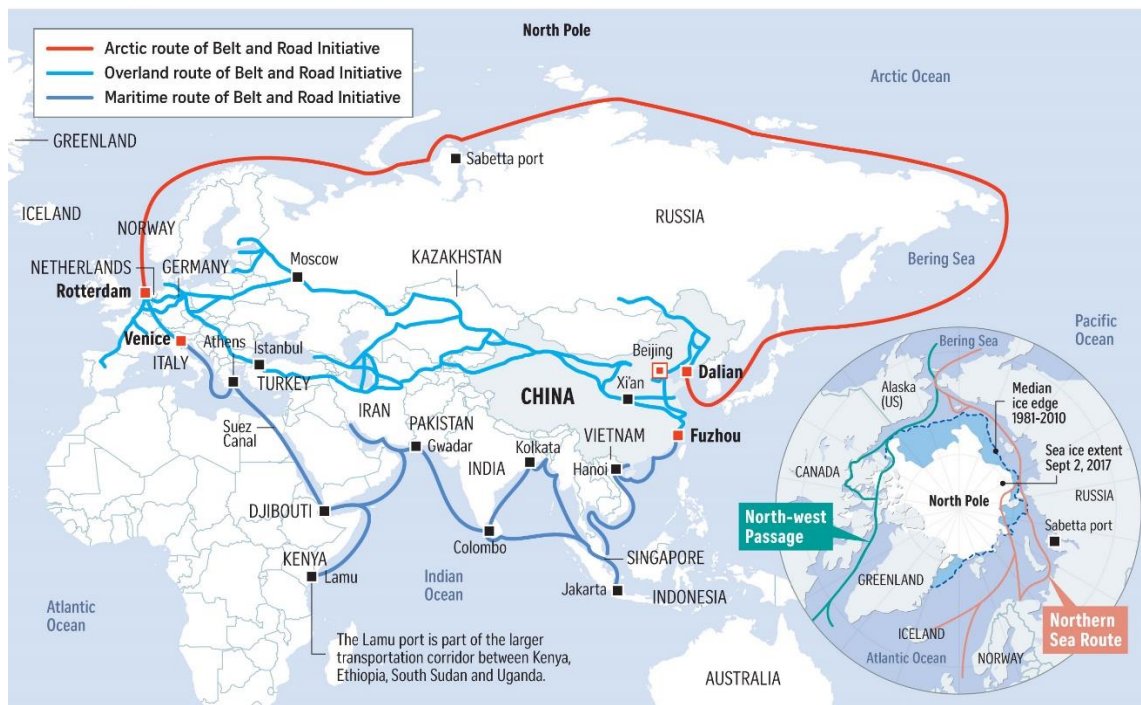 North Pole
Arctic route of Belt and Road Initiative
Overland route of Belt and Road Initiative
Maritime route of Belt and Road Initiative
Arctic Ocean
GREENLAND
Sabetta port
ICELAND
NORWAY
RUSSIA
Moscow
KAZAKHSTAN
Bering Sea
NETHERLANDS
GERMANY
Rotterdam
Venice
Athens
Istanbul
ITALY
TURKEY
Beijing
Dalian
Xi'an
CHINA
Pacific
Ocean
IRAN
PAKISTAN
Gwadar
Suez
Canal
Kolkata
VIETNAM
Hanoi
Fuzhou
INDIA
DJIBOUTI
Colombo
KENYA
Lamu
SINGAPORE
Jakarta
INDONESIA
Indian
Ocean
Atlantic
Ocean
The Lamu port is part of the larger
transportation corridor between Kenya,
Ethiopia, South Sudan and Uganda.
AUSTRALIA
Bering Sea
Alaska
(US)
Median
ice edge
1981-2010
Sea ice extent
Sept 2, 2017
CANADA
North Pole
RUSSIA
Sabetta port
North-west
Passage
GREENLAND
Northern
Sea Route
ICELAND
Atlantic Ocean
NORWAY